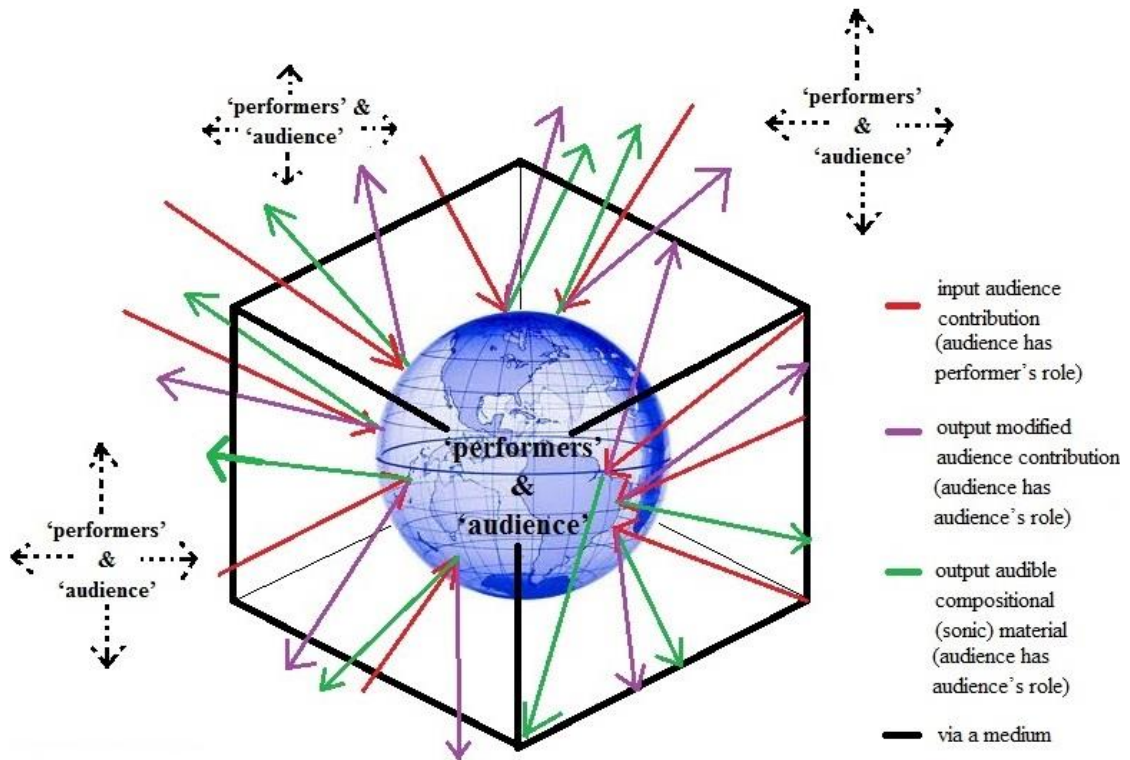 ‘performers’ &
‘audience’
‘performers’
&
‘audience’
‘performers’
&
‘audience’
‘performers’
&
‘audience’
input audience
contribution
(audience has
performer’s role)
output modified
audience contribution
(audience has
audience’s role)
output audible
compositional
(sonic) material
(audience has
audience’s role)
via a medium